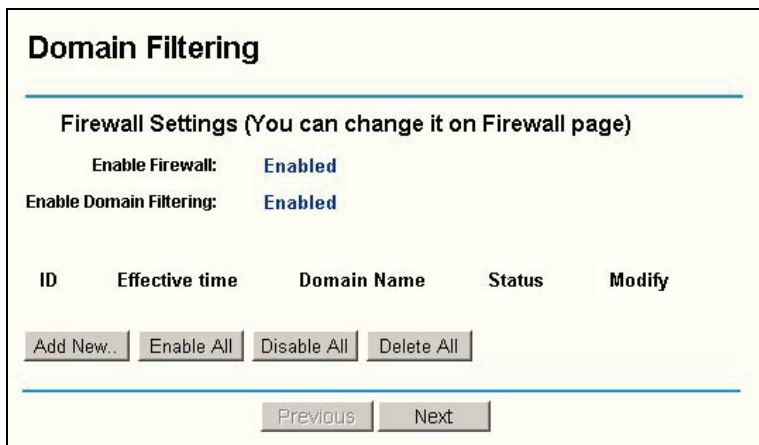 Domain Filtering
Firewall Settings (You can change it on Firewall page)
Enable Firewall: Enabled
Enable Domain Filtering: Enabled
ID Effective time Domain Name Status Modify
Add New.. Enable All Disable All Delete All
Previous Next